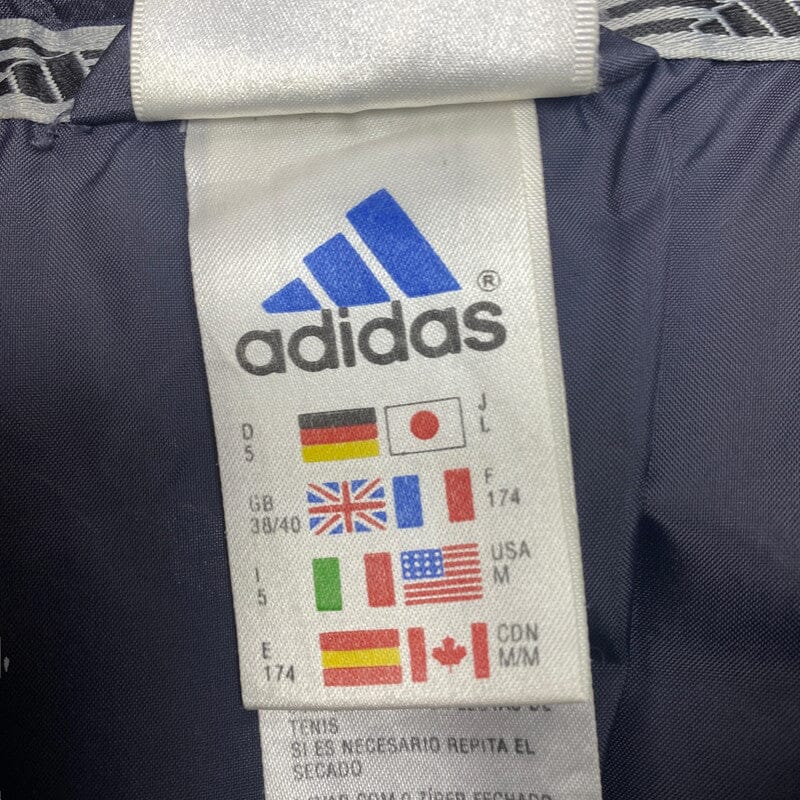 adidas®
D
5
J
L
GB
38/40
F
174
I
5
USA
M
E
174
CDN
M/M
TENIS
SI ES NECESARIO REPITA EL
SECADO